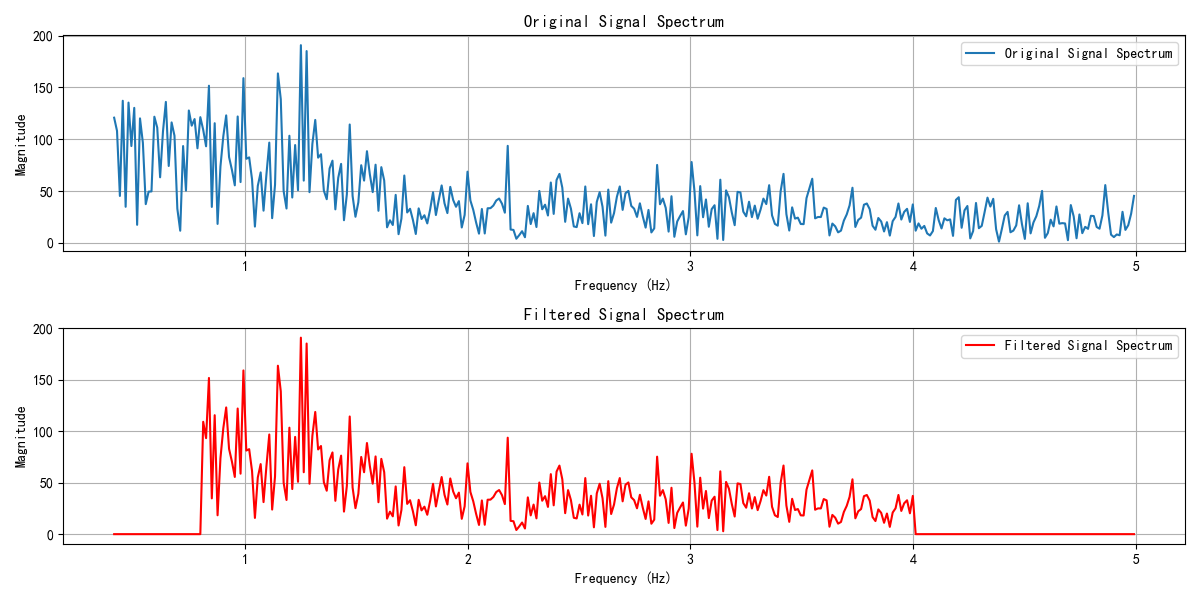 Original Signal Spectrum
Original Signal Spectrum
Magnitude
200
150
100
50
0
1
2
3
4
5
Frequency (Hz)
Filtered Signal Spectrum
Filtered Signal Spectrum
Magnitude
200
150
100
50
0
1
2
3
4
5
Frequency (Hz)